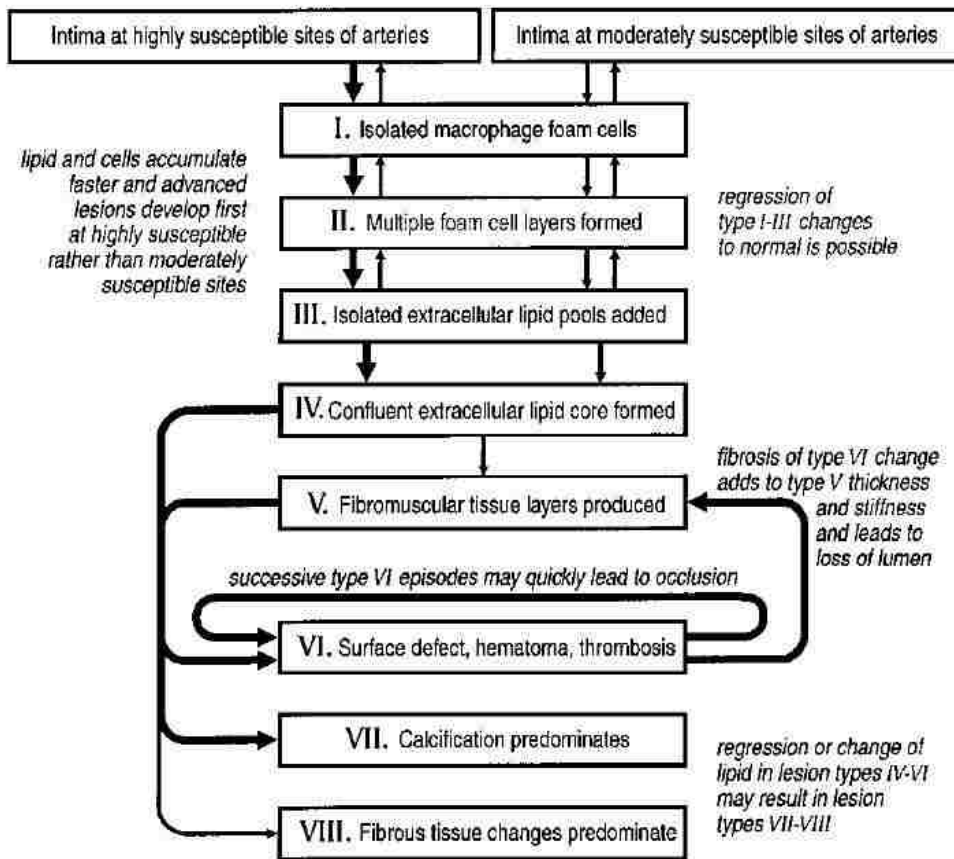 Intima at highly susceptible sites of arteries
Intima at moderately susceptible sites of arteries
I. Isolated macrophage foam cells
lipid and cells accumulate
faster and advanced
lesions develop first
at highly susceptible
rather than moderately
susceptible sites
II. Multiple foam cell layers formed
regression of
type I-III changes
to normal is possible
III. Isolated extracellular lipid pools added
IV. Confluent extracellular lipid core formed
V. Fibromuscular tissue layers produced
fibrosis of type VI change
adds to type V thickness
and stiffness
and leads to
loss of lumen
successive type VI episodes may quickly lead to occlusion
VI. Surface defect, hematoma, thrombosis
VII. Calcification predominates
regression or change of
lipid in lesion types IV-VI
may result in lesion
types VII-VIII
VIII. Fibrous tissue changes predominate